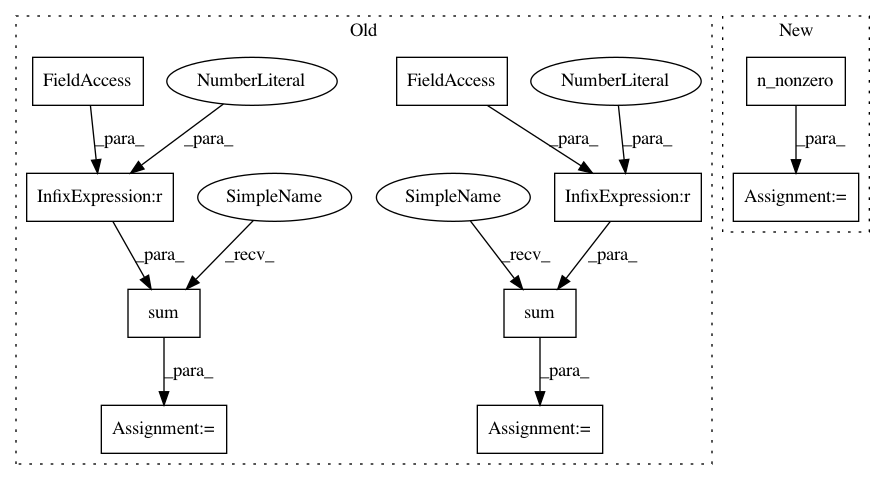 Old
New
FieldAccess
NumberLiteral
FieldAccess
NumberLiteral
n_nonzero
_para_
_para_
_para_
_para_
_para_
InfixExpression:r
SimpleName
SimpleName
InfixExpression:r
Assignment:=
_para_
_recv_
_recv_
_para_
sum
sum
_para_
_para_
Assignment:=
Assignment:=